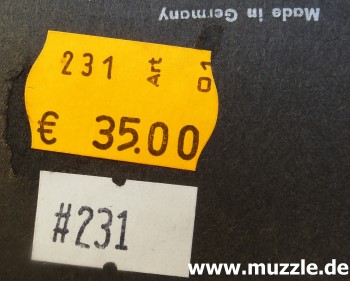 Made in Germany
231 Art 01
€ 35.00
#231
www.muzzle.de